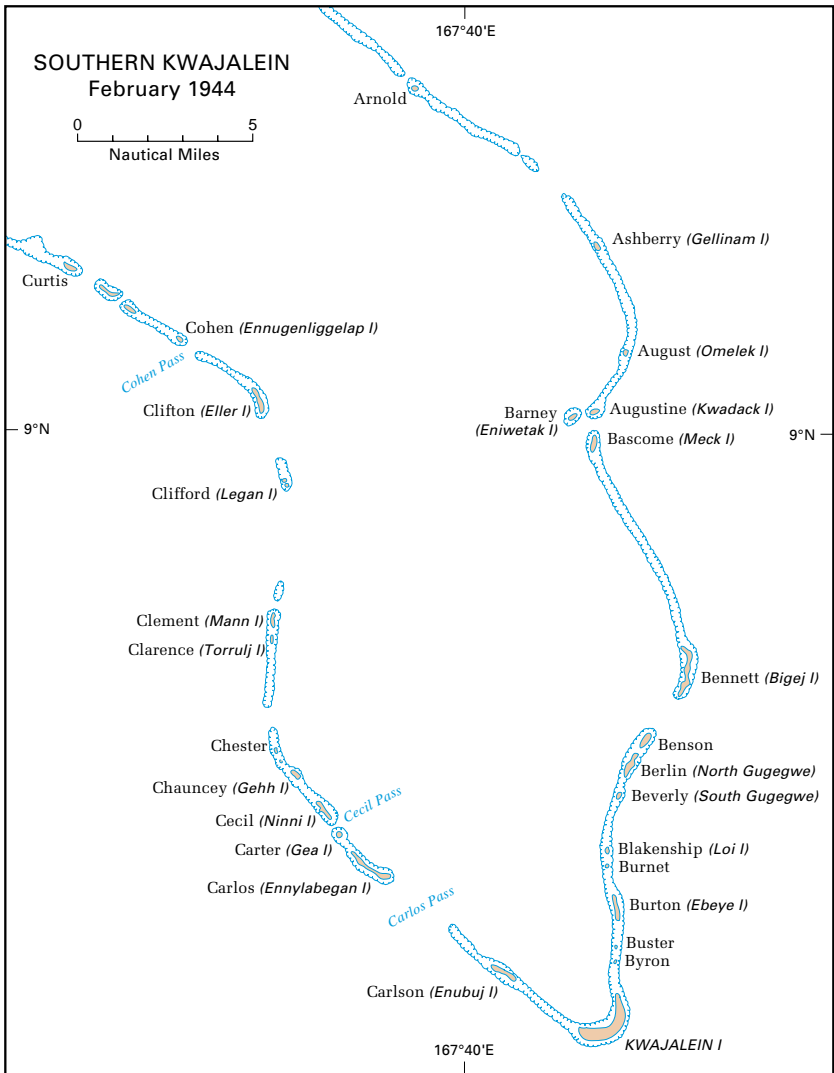 167°40'E
SOUTHERN KWAJALEIN
February 1944
0 5
Nautical Miles
Arnold
Ashberry (Gellinam I)
Curtis
Cohen (Ennugenliggelap I)
Cohen Pass
August (Omelek I)
Clifton (Eller I)
Barney
(Eniwetak I)
Augustine (Kwadack I)
9°N
9°N
Bascome (Meck I)
Clifford (Legan I)
Clement (Mann I)
Clarence (Torrulj I)
Bennett (Bigej I)
Chester
Benson
Berlin (North Gugegwe)
Chauncey (Gehh I)
Beverly (South Gugegwe)
Cecil Pass
Cecil (Ninni I)
Carter (Gea I)
Blakenship (Loi I)
Burnet
Carlos (Ennylabegan I)
Carlos Pass
Burton (Ebeye I)
Buster
Byron
Carlson (Enubuj I)
KWAJALEIN I
167°40'E